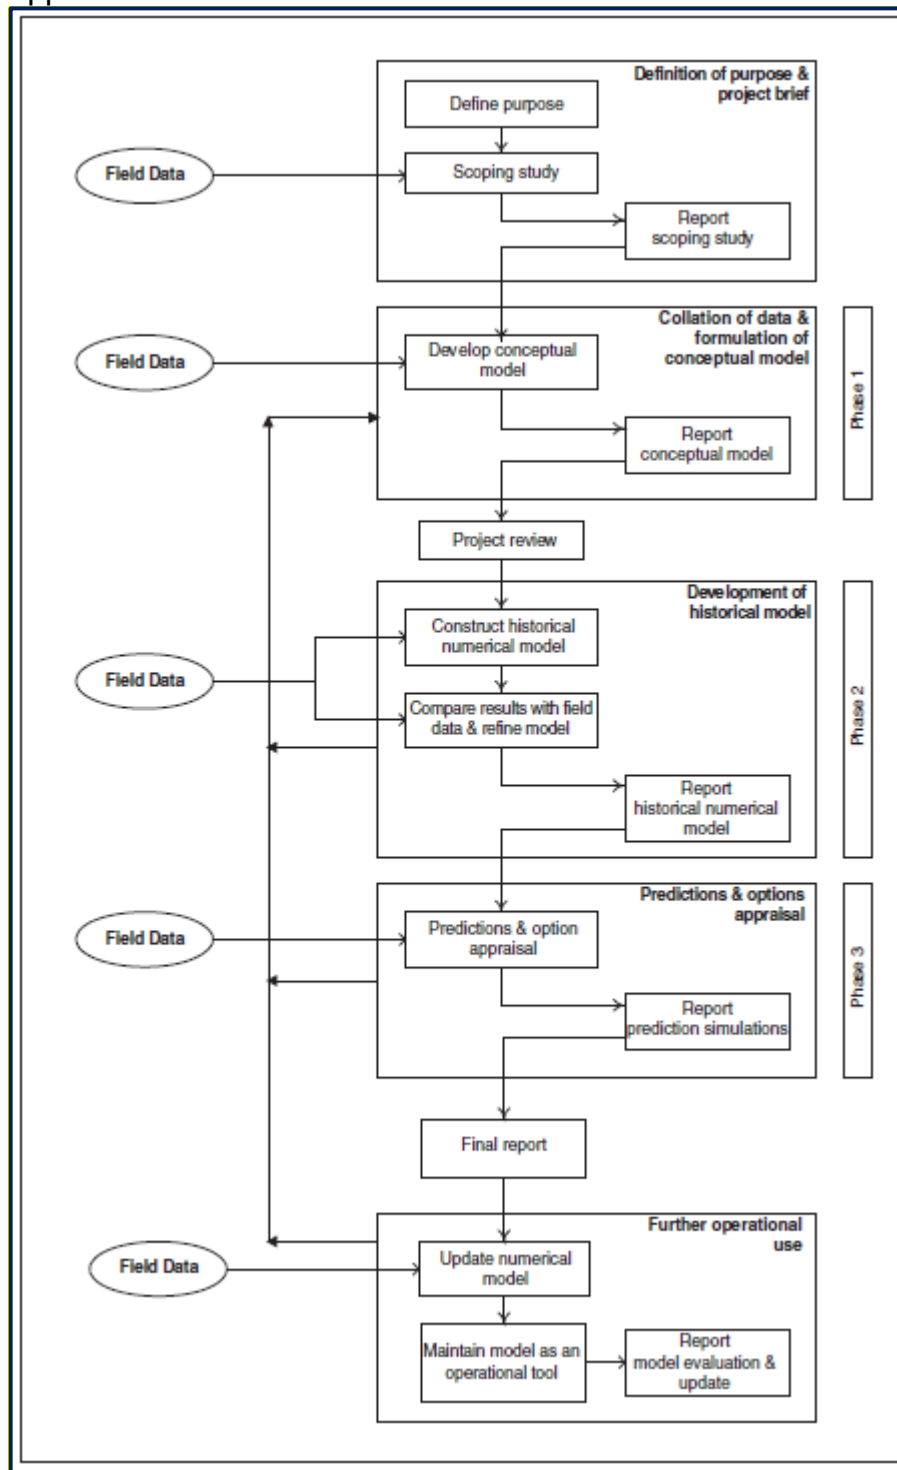 Definition of purpose &
project brief
Define purpose
Field Data
Scoping study
Report
scoping study
Collation of data &
formulation of
conceptual model
Field Data
Develop conceptual
model
Report
conceptual model
Phase 1
Project review
Development of
historical model
Construct historical
numerical model
Field Data
Compare results with field
data & refine model
Report
historical numerical
model
Phase 2
Predictions & options
appraisal
Field Data
Predictions & option
appraisal
Report
prediction simulations
Phase 3
Final report
Further operational
use
Field Data
Update numerical
model
Maintain model as an
operational tool
Report
model evaluation &
update